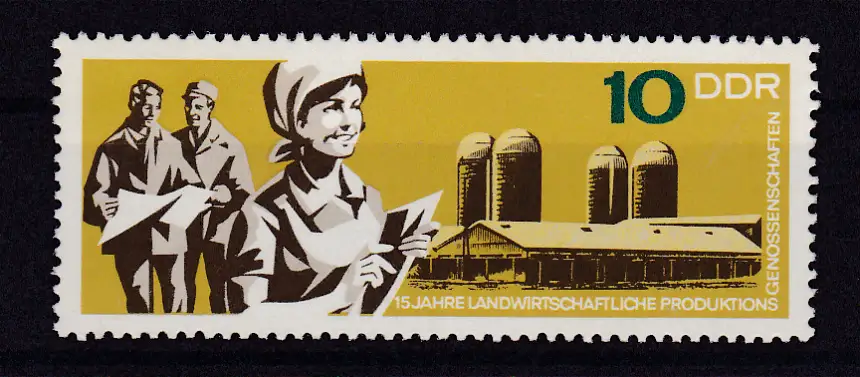 10 DDR
15 JAHRE LANDWIRTSCHAFTLICHE PRODUKTIONS
GENOSSENSCHAFTEN